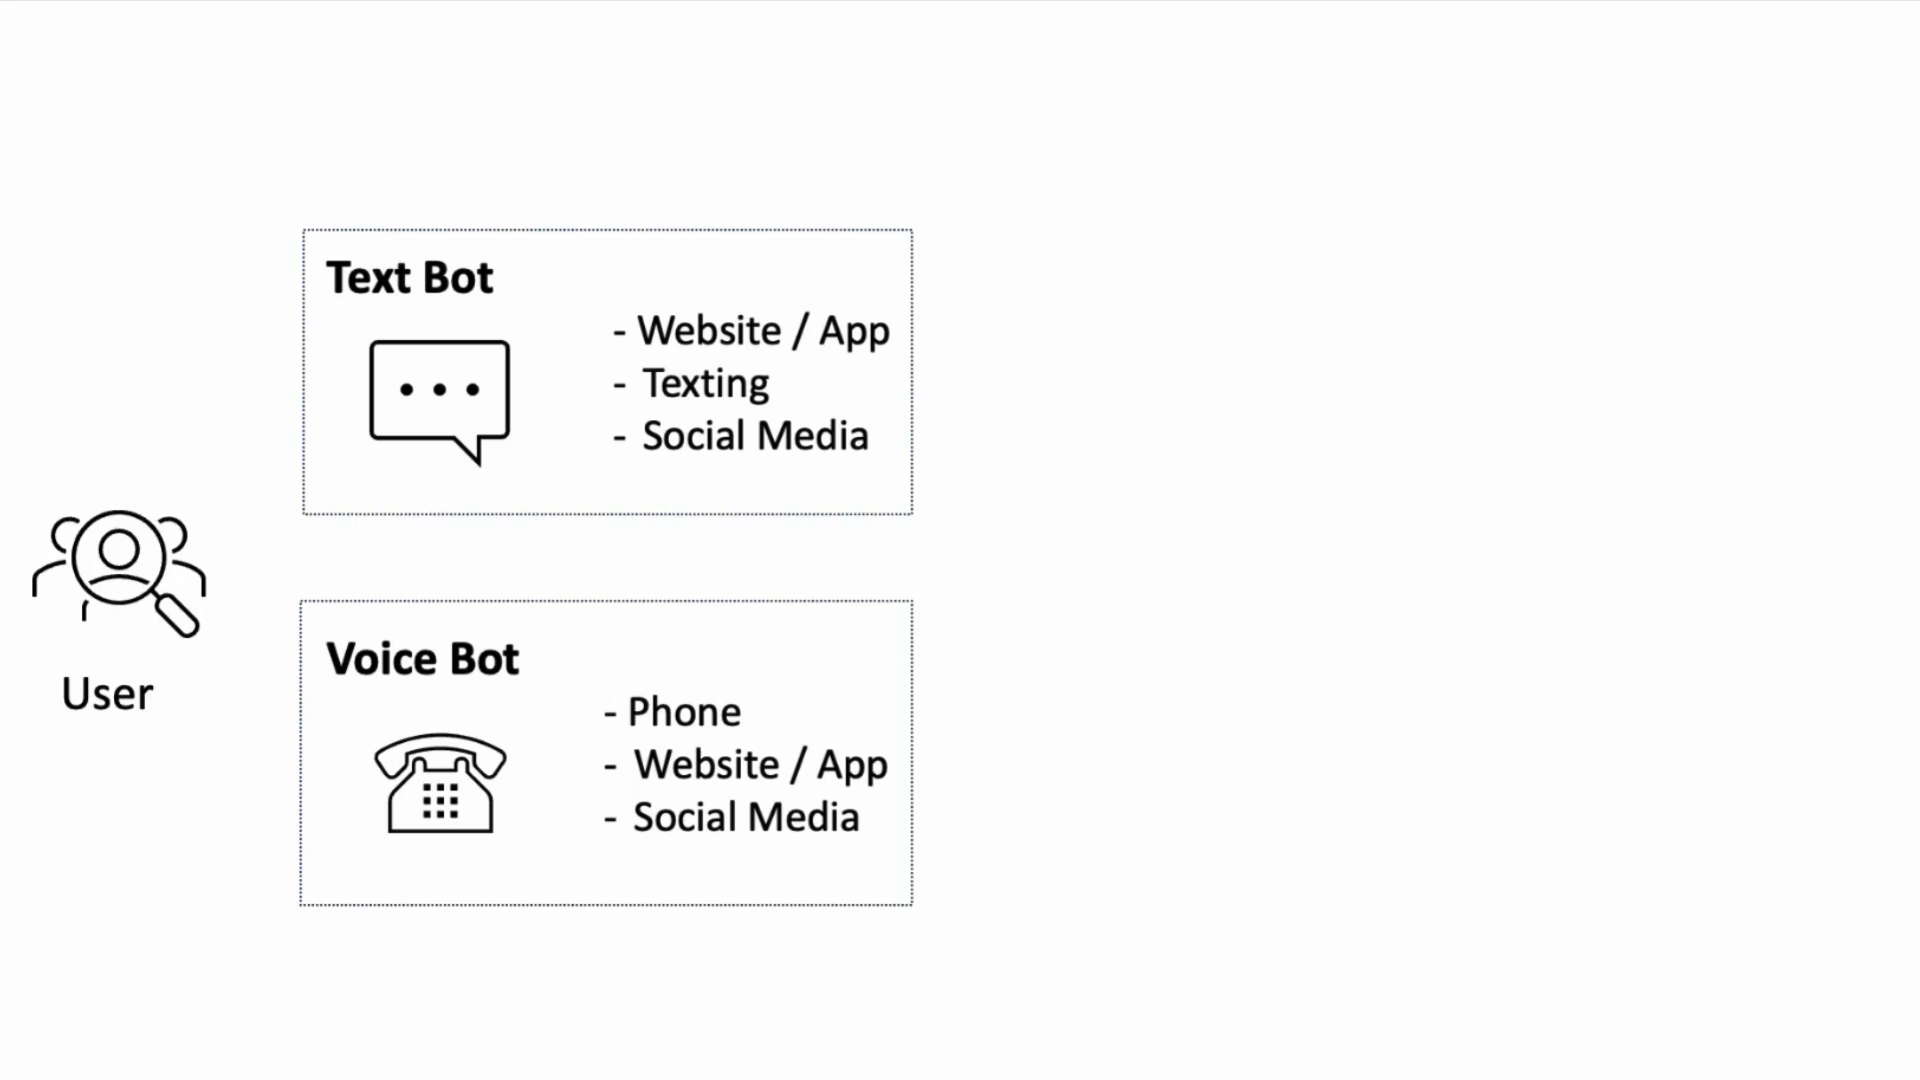 Text Bot
- Website / App
- Texting
- Social Media
User
Voice Bot
- Phone
- Website / App
- Social Media